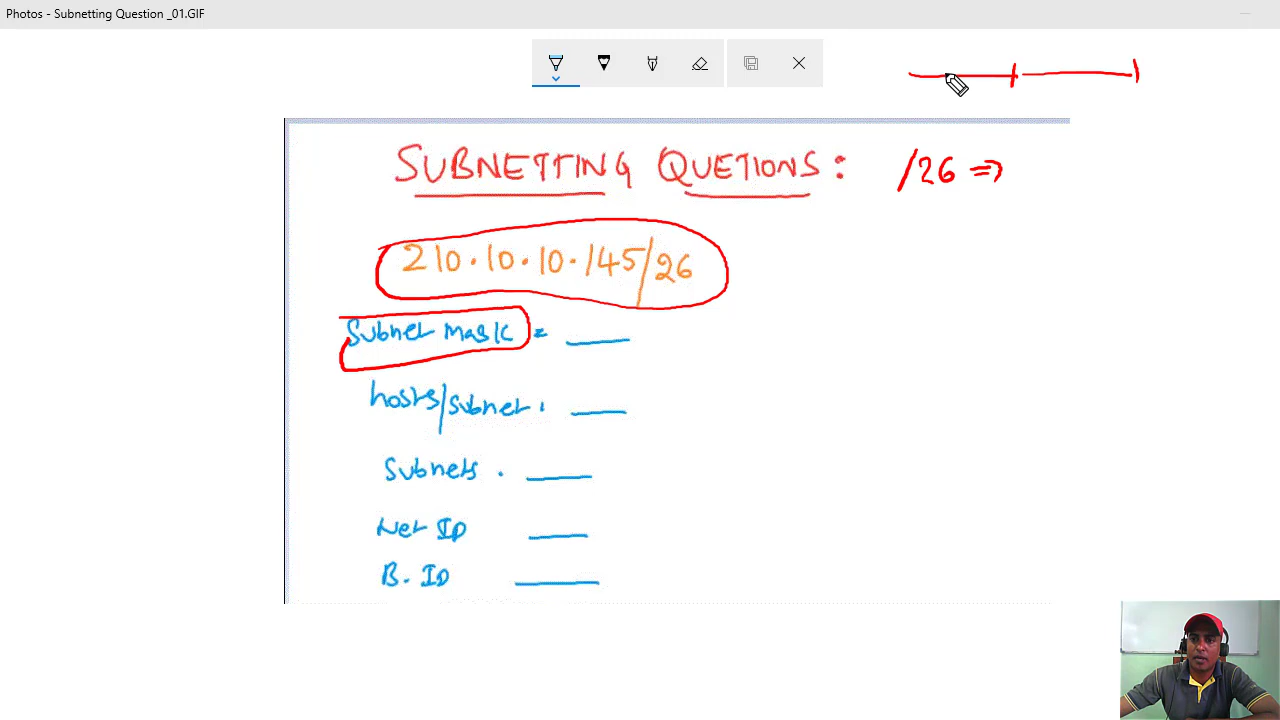 Photos - Subnetting Question _01.GIF
SUBNETTING QUETIONS:
/26 =>
210.10.10.145/26
Subnet mask =
hosts/subnet .
Subnets .
Net ID
B. ID